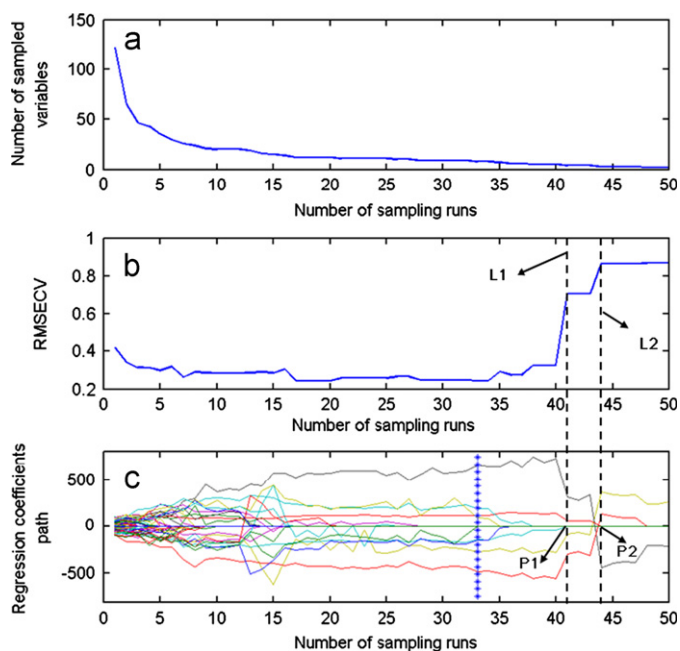 a
Number of sampled
variables
150
100
50
0
0 5 10 15 20 25 30 35 40 45 50
Number of sampling runs
b
RMSECV
1
0.8
0.6
0.4
0.2
L1
L2
0 5 10 15 20 25 30 35 40 45 50
Number of sampling runs
c
Regression coefficients
path
500
0
-500
P1
P2
0 5 10 15 20 25 30 35 40 45 50
Number of sampling runs